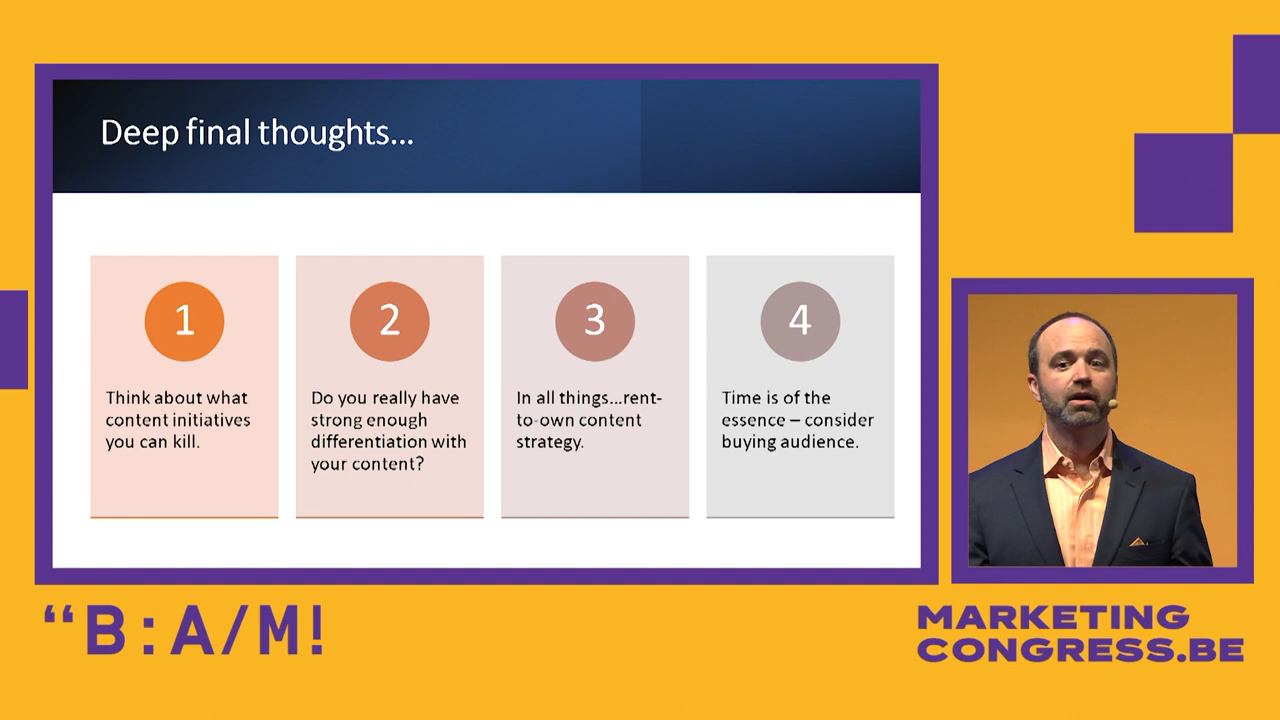 Deep final thoughts...
1
Think about what
content initiatives
you can kill.
2
Do you really have
strong enough
differentiation with
your content?
3
In all things...rent-
to-own content
strategy.
4
Time is of the
essence – consider
buying audience.
“B:A/M!
MARKETING
CONGRESS.BE